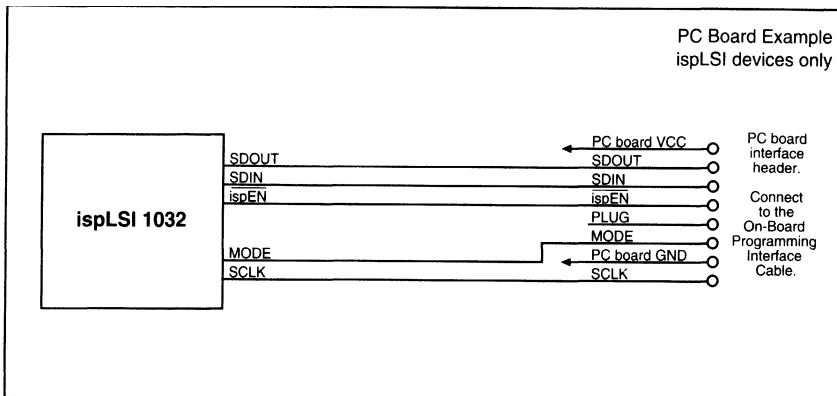 PC Board Example
ispLSI devices only
ispLSI 1032
SDOUT
SDIN
ispEN
MODE
SCLK
PC board VCC
SDOUT
SDIN
ispEN
PLUG
MODE
PC board GND
SCLK
PC board
interface
header.
Connect
to the
On-Board
Programming
Interface
Cable.